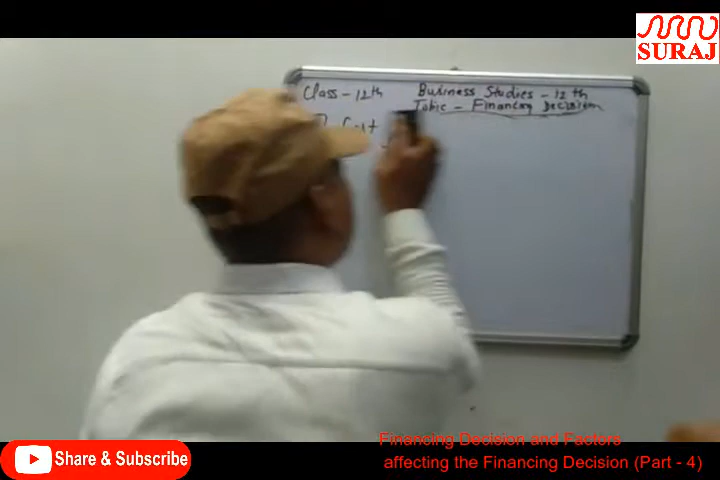 SURAJ
Class - 12th
Business Studies - 12 th
Topic - Financing Decision
Cost
Share & Subscribe
Financing Decision and Factors
affecting the Financing Decision (Part - 4)